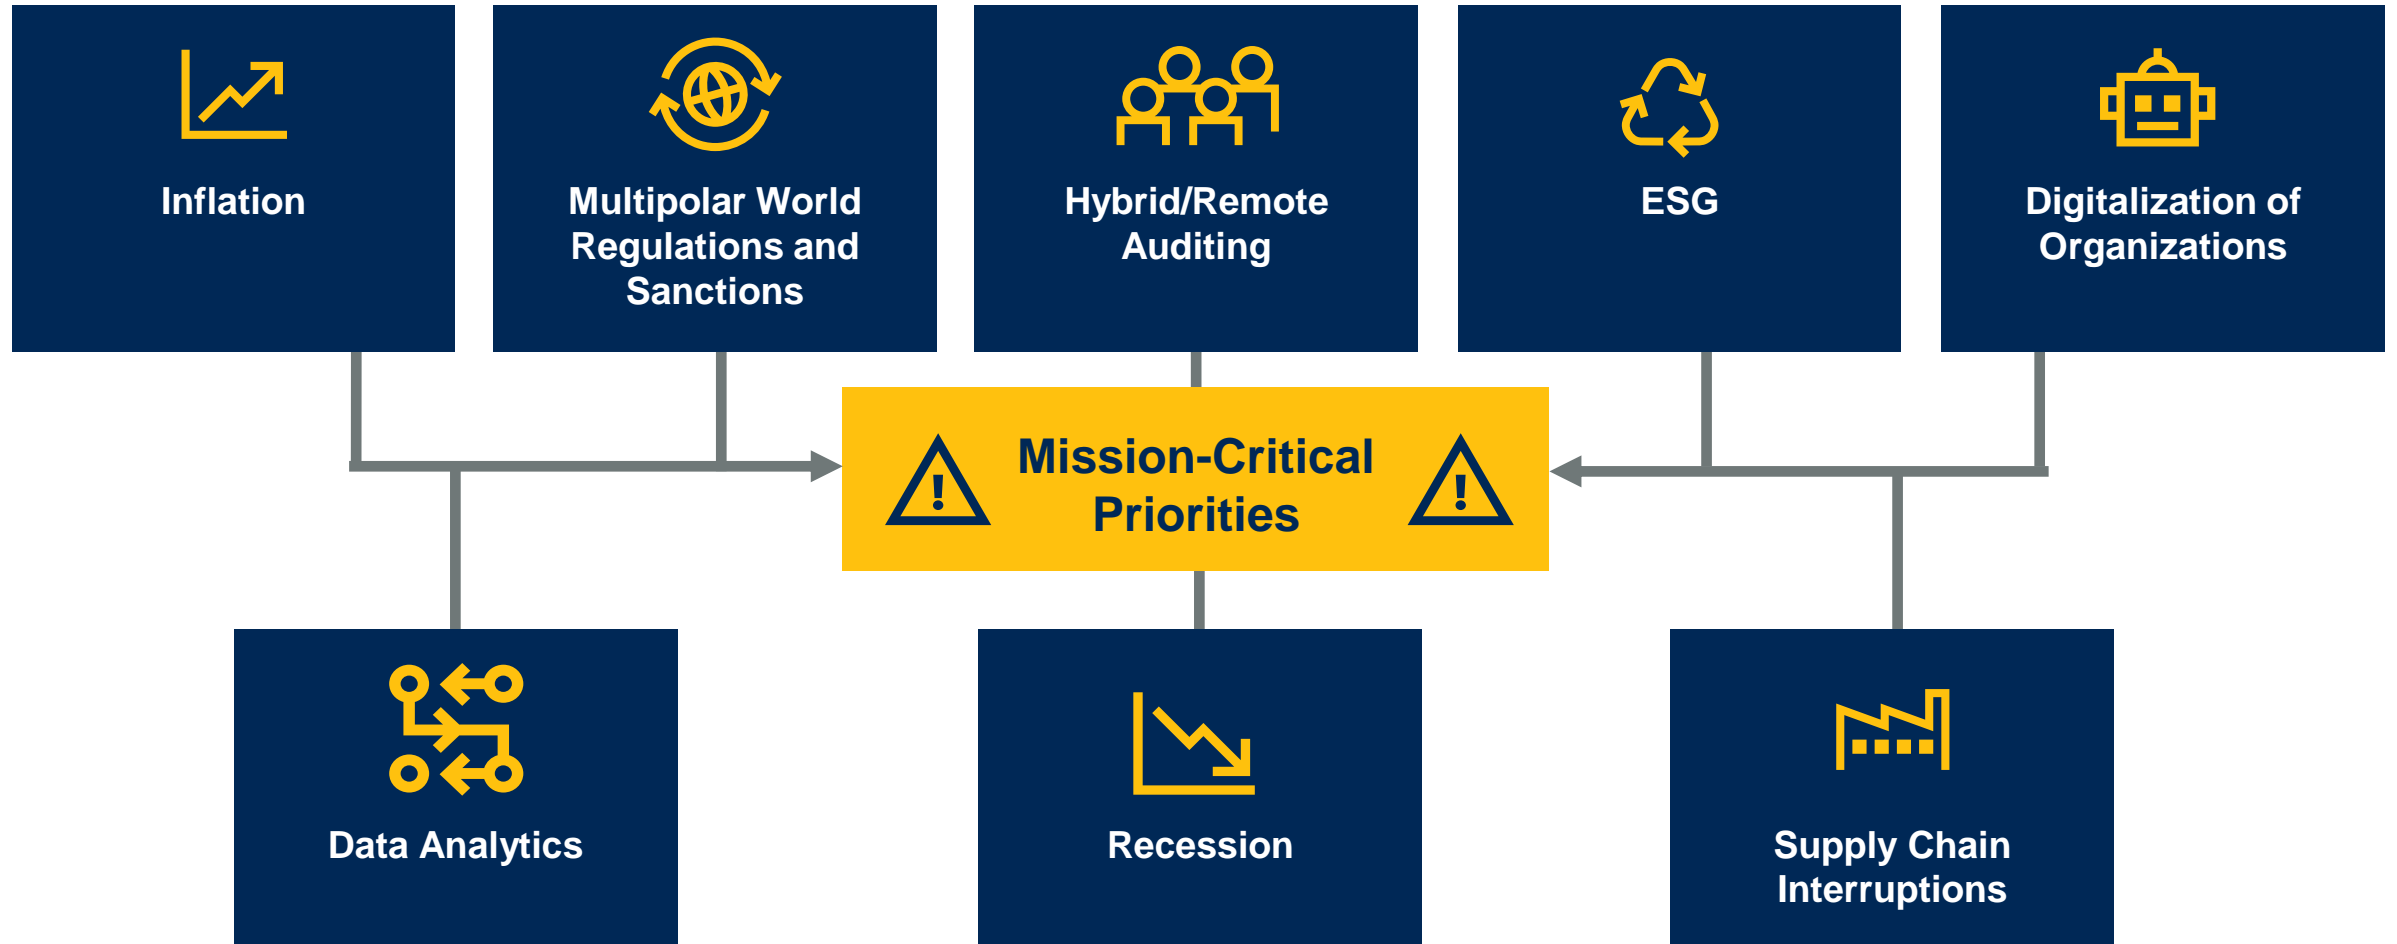 Inflation
Multipolar World
Regulations and
Sanctions
Hybrid/Remote
Auditing
ESG
Digitalization of
Organizations
Mission-Critical
Priorities
!
!
Data Analytics
Recession
Supply Chain
Interruptions